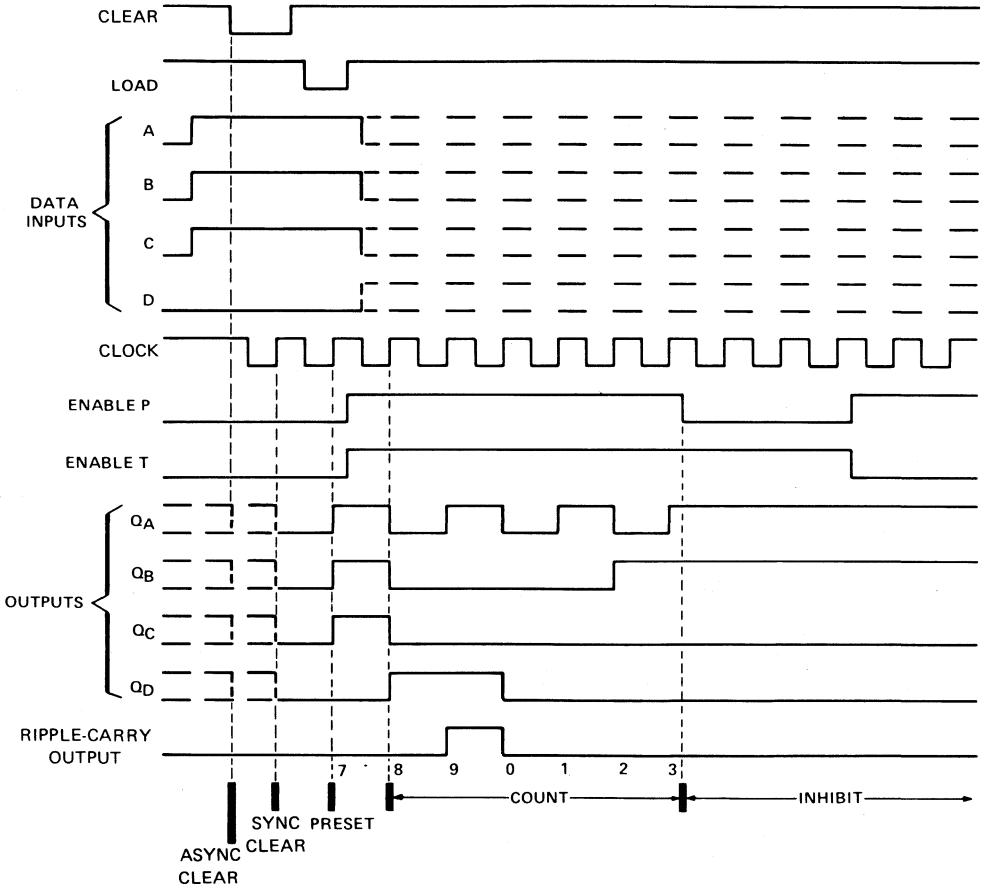 CLEAR
LOAD
DATA
INPUTS
A
B
C
D
CLOCK
ENABLE P
ENABLE T
OUTPUTS
QA
QB
QC
QD
RIPPLE-CARRY
OUTPUT
7 8 9 0 1 2 3
COUNT
INHIBIT
SYNC
CLEAR
PRESET
ASYNC
CLEAR